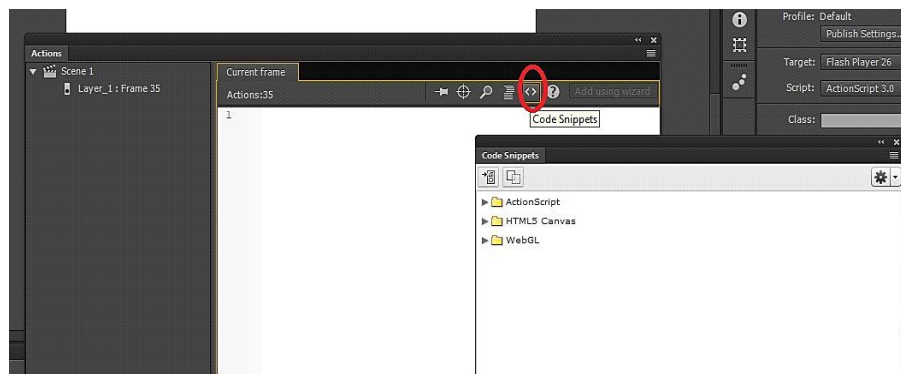 Profile: Default
Publish Settings..
Actions
Scene 1
Current frame
Target: Flash Player 26
Layer_1 : Frame 35
Actions:35
Add using wizard
Script: ActionScript 3.0
1
Code Snippets
Class:
Code Snippets
ActionScript
HTML5 Canvas
WebGL